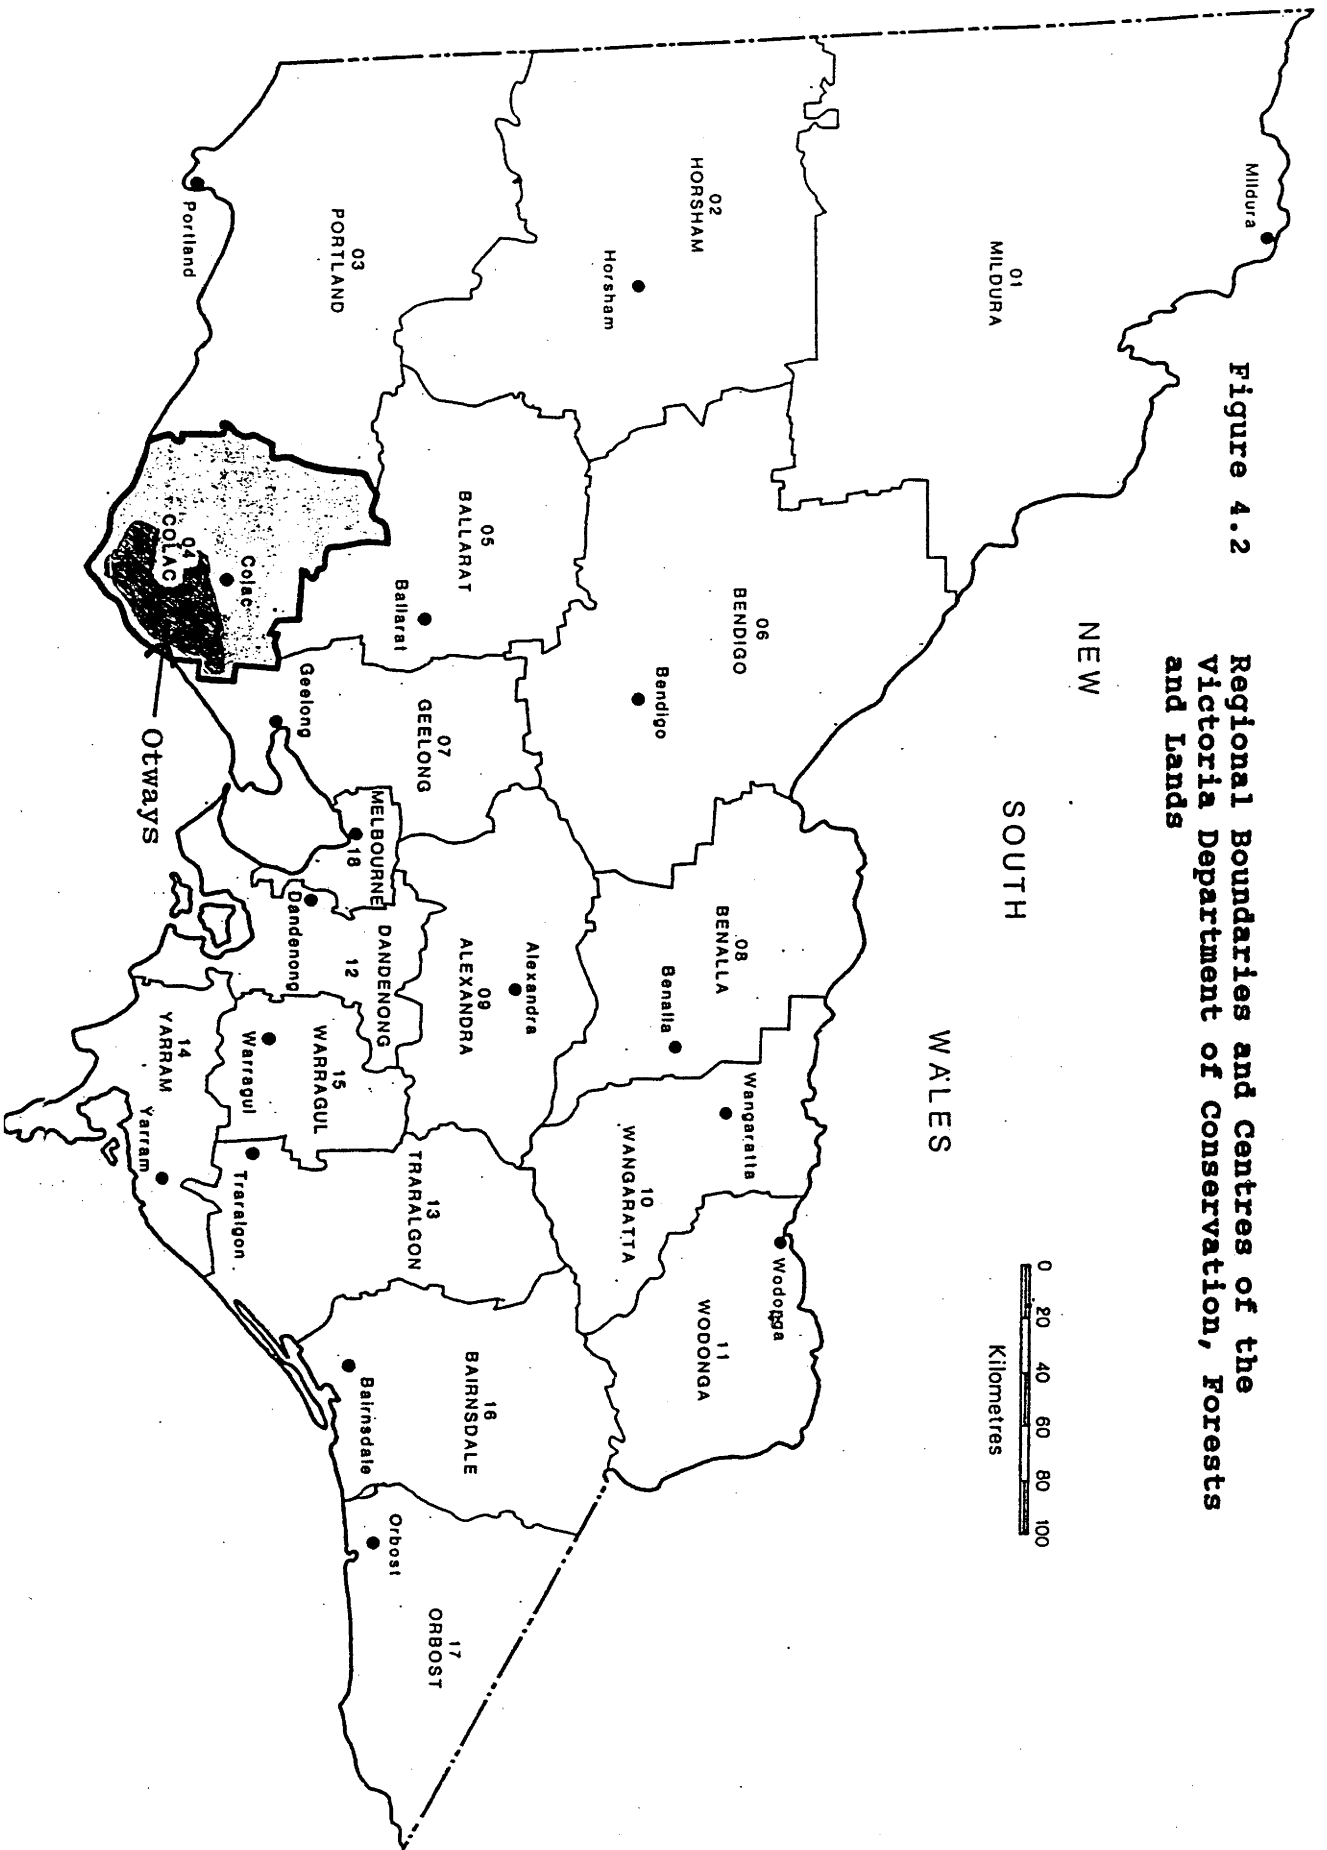 Figure 4.2 Regional Boundaries and Centres of the
Victoria Department of Conservation, Forests
and Lands
NEW
SOUTH
WALES
0 20 40 60 80 100
Kilometres
Mildura
01
MILDURA
02
HORSHAM
Horsham
03
PORTLAND
Portland
04
COLAC
Colac
Otways
05
BALLARAT
Ballarat
06
BENDIGO
Bendigo
07
GEELONG
Geelong
08
BENALLA
Benalla
09
ALEXANDRA
Alexandra
10
WANGARATTA
Wangaratta
11
WODONGA
Wodonga
DANDENONG
12
Dandenong
13
TRARALGON
Traralgon
14
YARRAM
Yarram
15
WARRAGUL
Warragul
16
BAIRNSDALE
Bairnsdale
17
ORBOST
Orbost
MELBOURNE
18